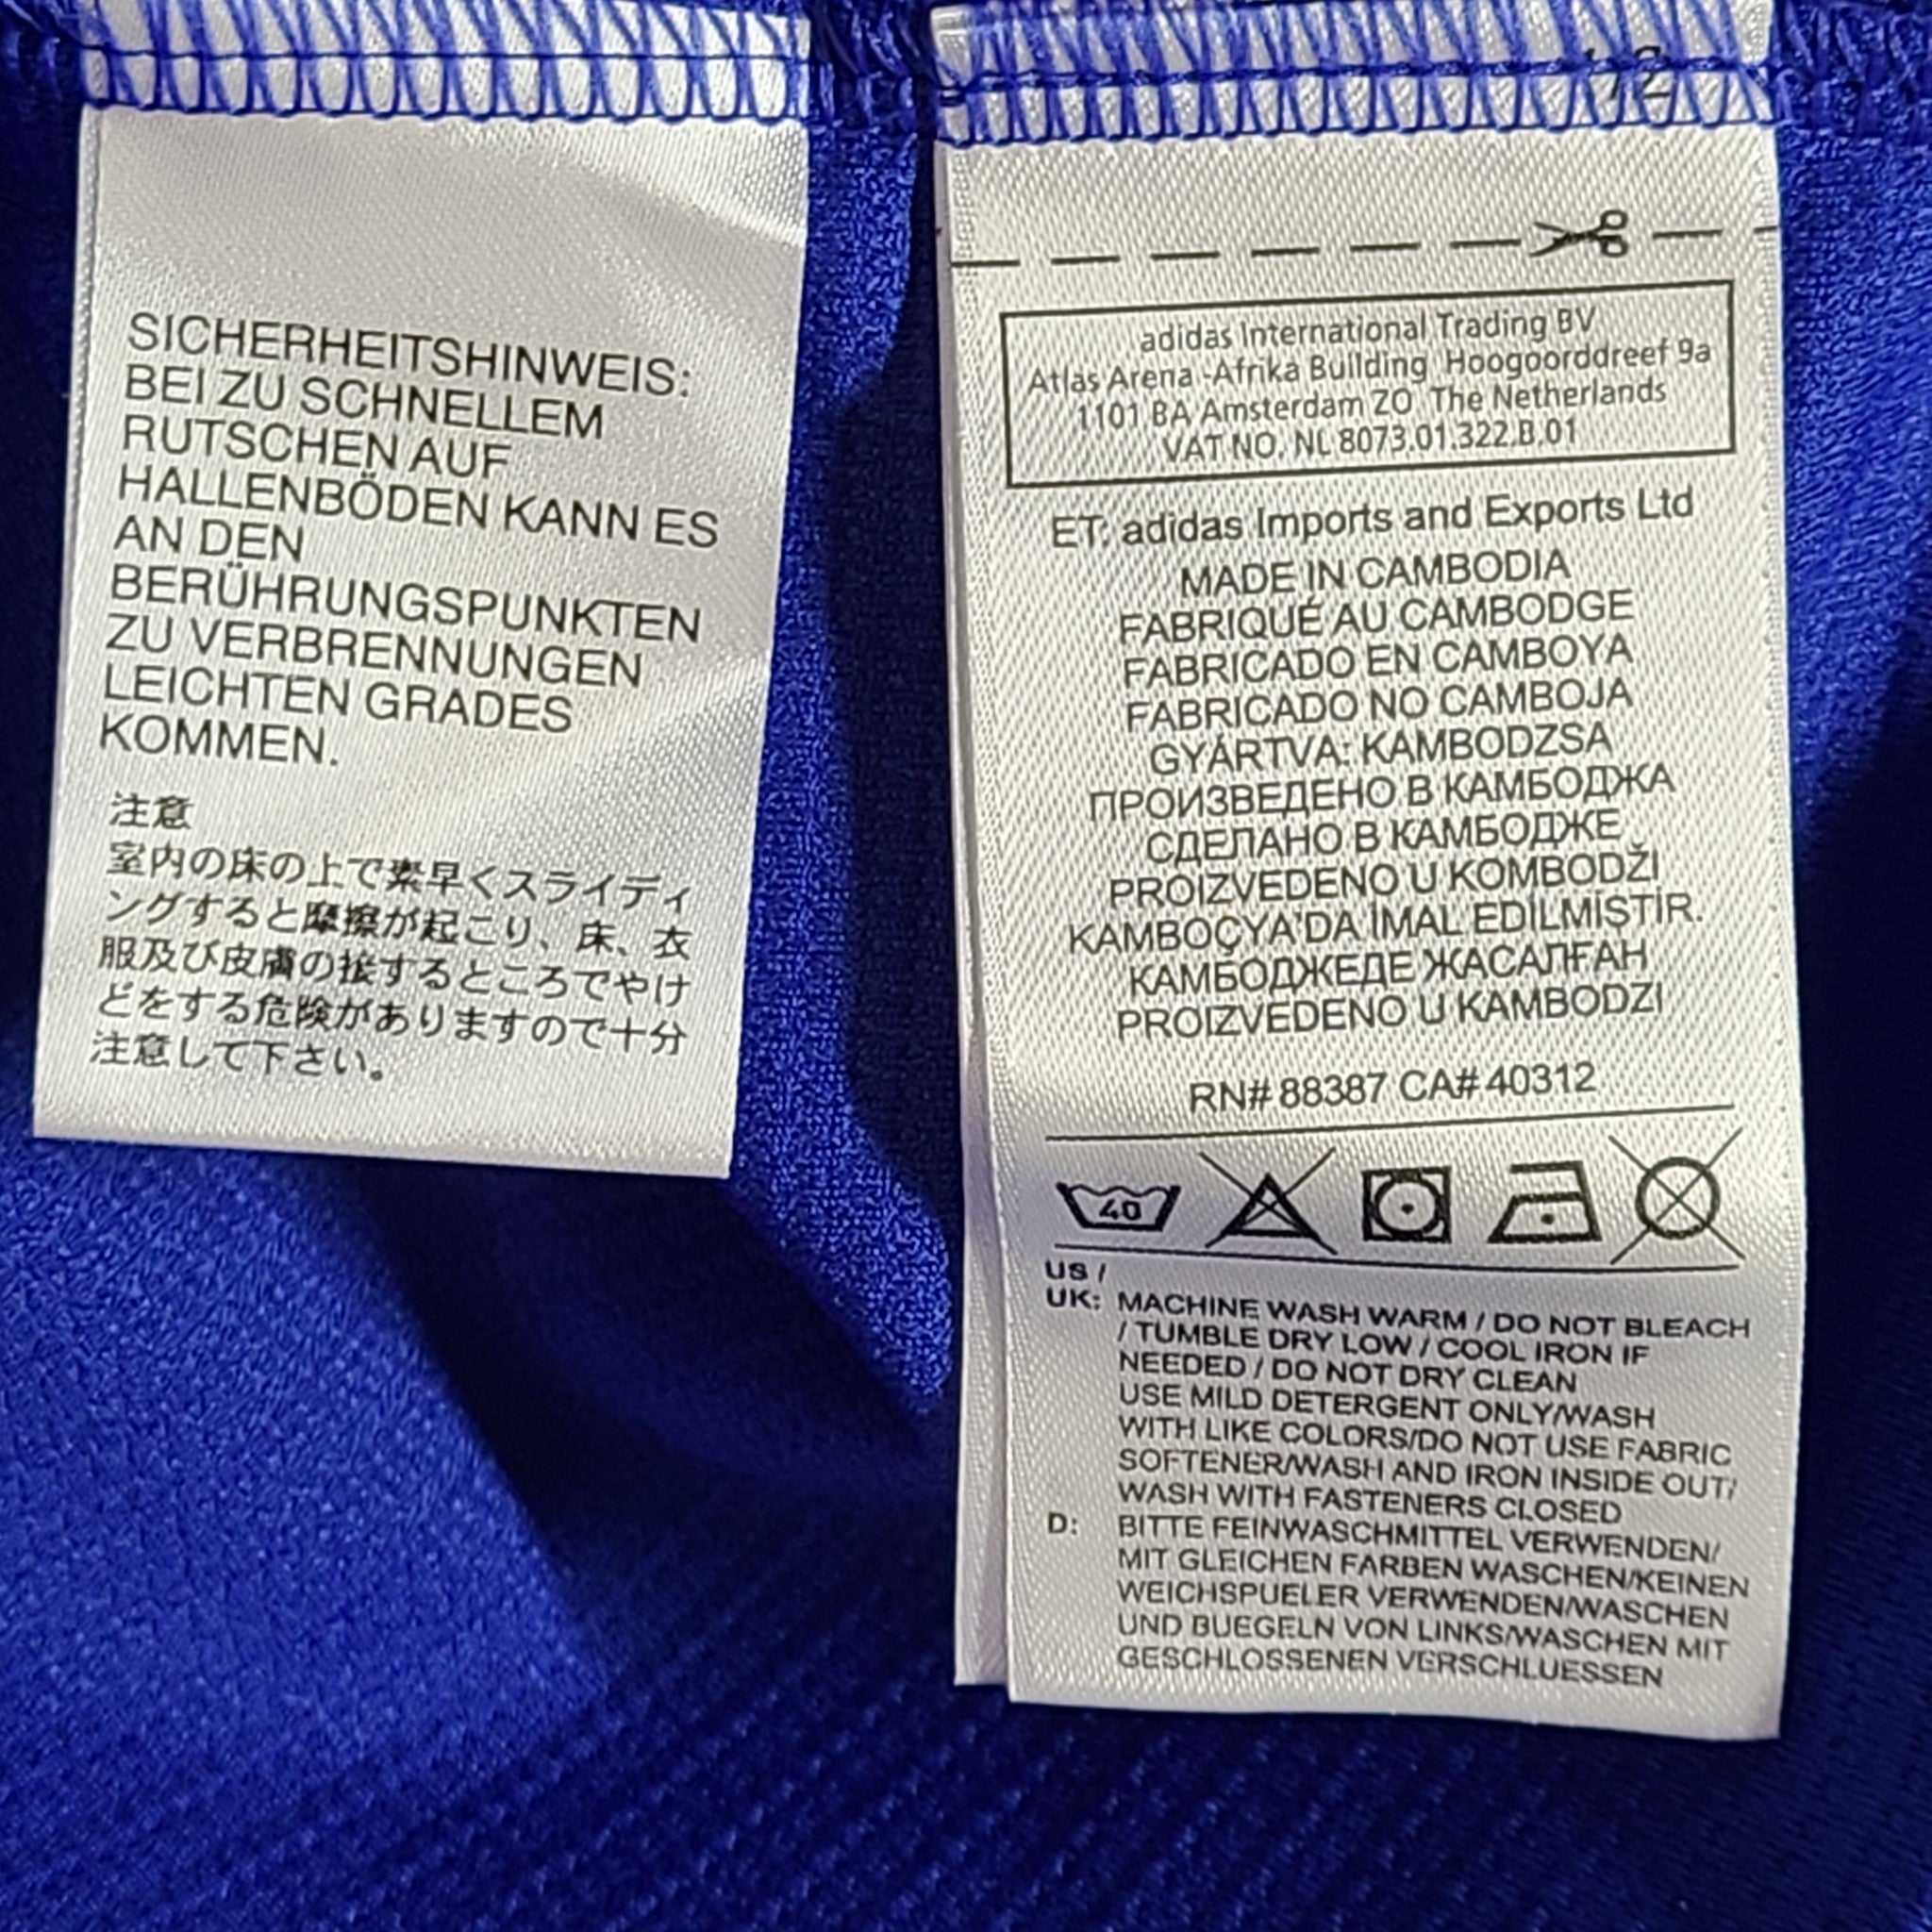 SICHERHEITSHINWEIS:
BEI ZU SCHNELLEM
RUTSCHEN AUF
HALLENBÖDEN KANN ES
AN DEN
BERÜHRUNGSPUNKTEN
ZU VERBRENNUNGEN
LEICHTEN GRADES
KOMMEN.
注意
室内の床の上で素早くスライディ
ングすると摩擦が起こり、床、衣
服及び皮膚の接するところでやけ
どをする危険がありますので十分
注意して下さい。
adidas International Trading BV
Atlas Arena -Afrika Building Hoogoorddreef 9a
1101 BA Amsterdam ZO The Netherlands
VAT NO. NL 8073.01.322.B.01
ET: adidas Imports and Exports Ltd
MADE IN CAMBODIA
FABRIQUÉ AU CAMBODGE
FABRICADO EN CAMBOYA
FABRICADO NO CAMBOJA
GYÁRTVA: KAMBODZSA
ПРОИЗВЕДЕНО В КАМБОДЖА
СДЕЛАНО В КАМБОДЖЕ
PROIZVEDENO U KOMBODŽI
KAMBOÇYA'DA İMAL EDİLMİSTİR.
КАМБОДЖЕДЕ ЖАСАЛҒАН
PROIZVEDENO U KAMBODZI
RN# 88387 CA# 40312
40
US /
UK: MACHINE WASH WARM / DO NOT BLEACH
/ TUMBLE DRY LOW / COOL IRON IF
NEEDED / DO NOT DRY CLEAN
USE MILD DETERGENT ONLY/WASH
WITH LIKE COLORS/DO NOT USE FABRIC
SOFTENER/WASH AND IRON INSIDE OUT/
WASH WITH FASTENERS CLOSED
D: BITTE FEINWASCHMITTEL VERWENDEN/
MIT GLEICHEN FARBEN WASCHEN/KEINEN
WEICHSPUELER VERWENDEN/WASCHEN
UND BUEGELN VON LINKS/WASCHEN MIT
GESCHLOSSENEN VERSCHLUESSEN